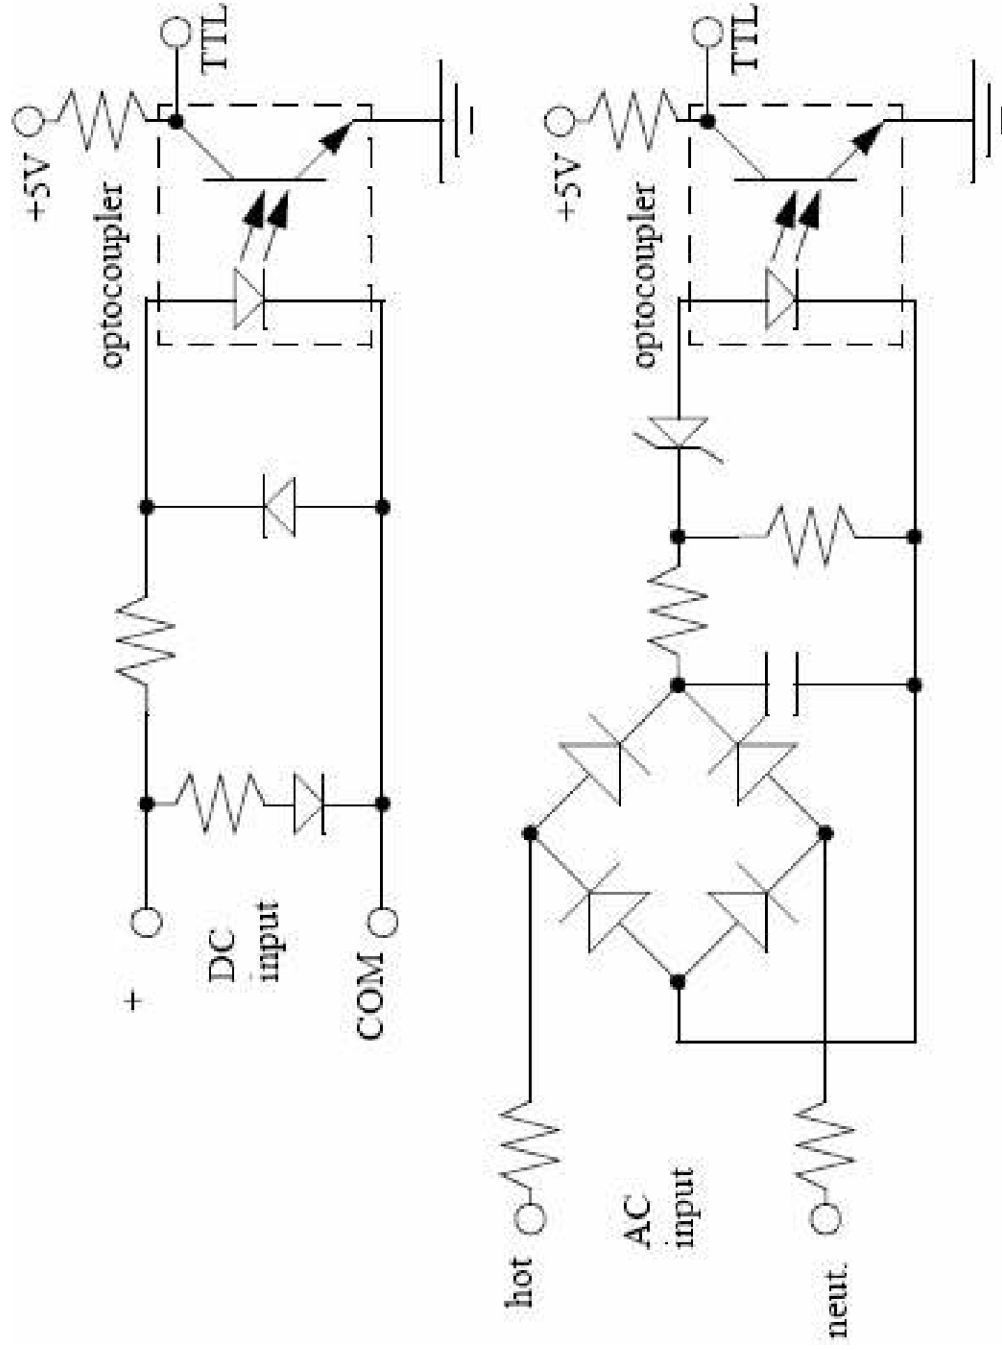 +5V
TTL
optocoupler
+
DC
input
COM
+5V
TTL
optocoupler
hot
AC
input
neut.